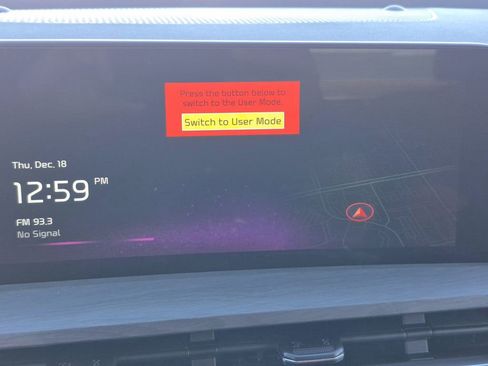 Press the button below to
switch to the User Mode.
Switch to User Mode
Thu, Dec. 18
12:59 PM
FM 93.3
No Signal